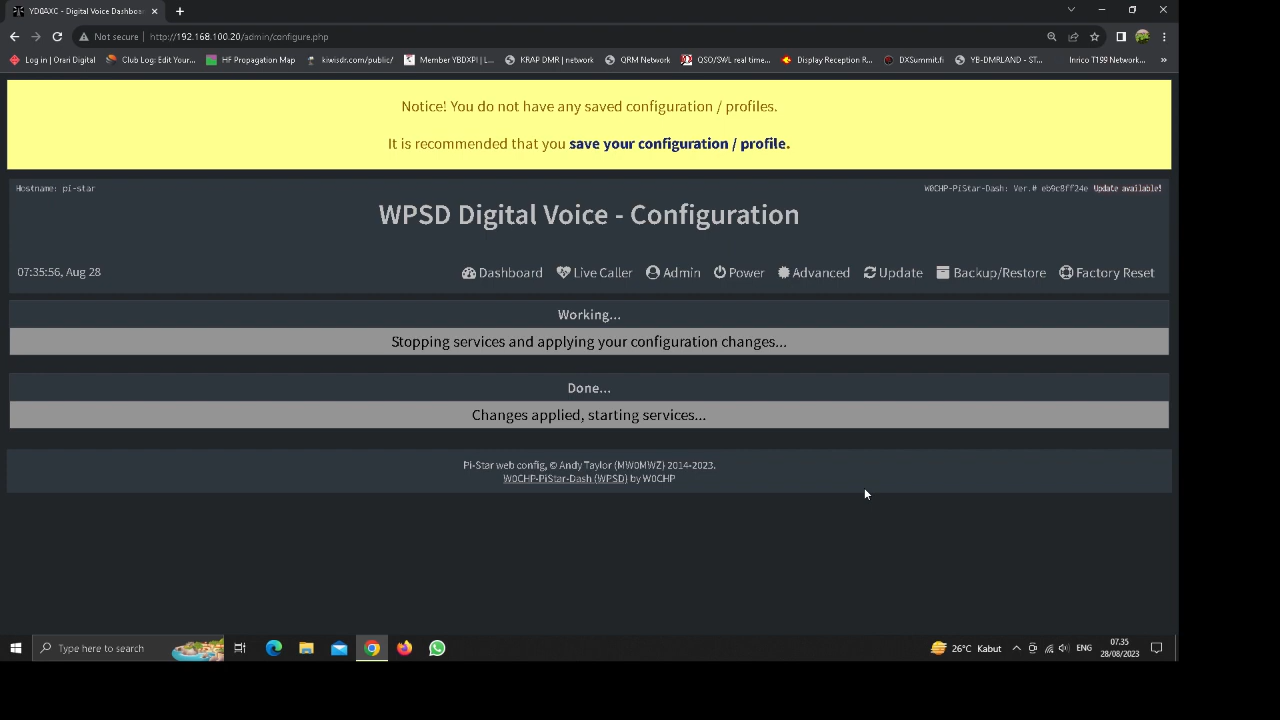 YD0AXC - Digital Voice Dashboa
Not secure
http://192.168.100.20/admin/configure.php
Log in | Oran Digital
Club Log: Edit Your...
HF Propagation Map
kiwisdr.com/public/
Member YBDXPI | L...
KRAP DMR | network
QRM Network
QSO/SWL real time...
Display Reception R...
DXSummit.fi
YB-DMRLAND - ST...
Inrico T199 Network...
»
Notice! You do not have any saved configuration / profiles.
It is recommended that you save your configuration / profile.
Hostname: pi-star
W0CHP-PiStar-Dash: Ver.# eb9c8ff24e Update available!
WPSD Digital Voice - Configuration
07:35:56, Aug 28
Dashboard
Live Caller
Admin
Power
Advanced
Update
Backup/Restore
Factory Reset
Working...
Stopping services and applying your configuration changes...
Done...
Changes applied, starting services...
Pi-Star web config, © Andy Taylor (MW0MWZ) 2014-2023.
W0CHP-PiStar-Dash (WPSD) by W0CHP
Type here to search
26°C Kabut
ENG
07.35
28/08/2023